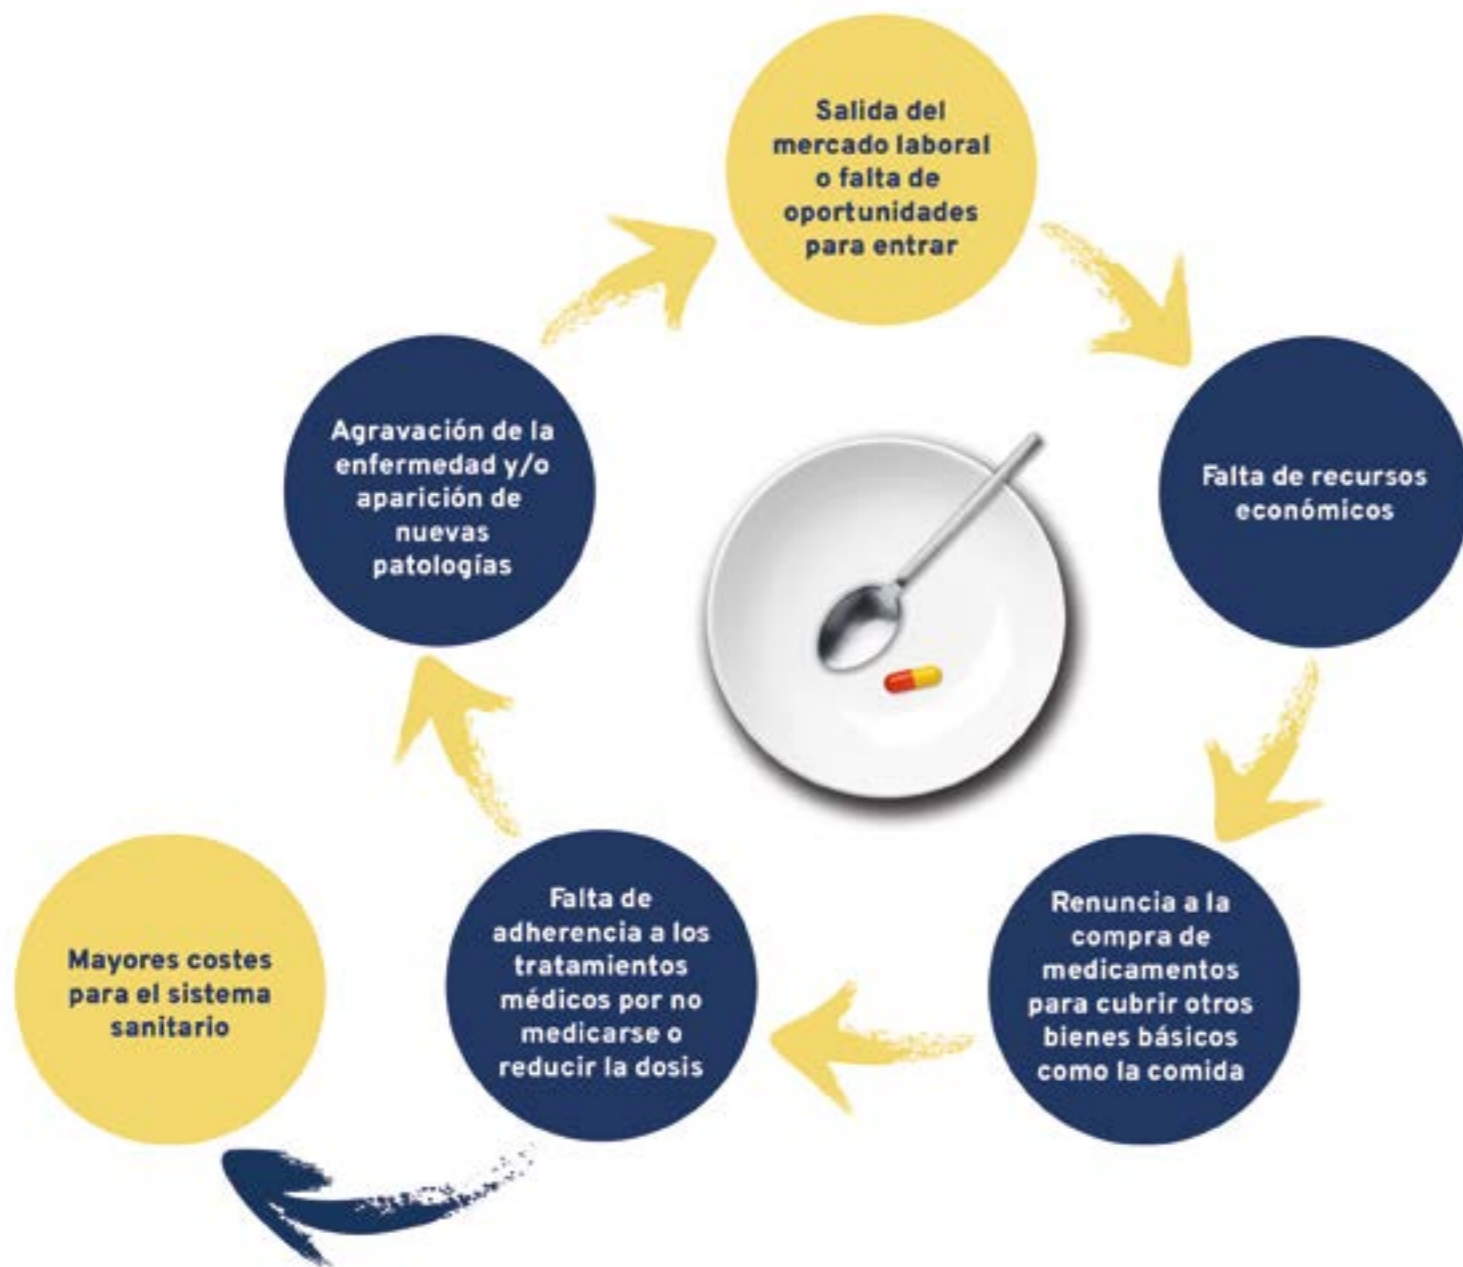 Salida del
mercado laboral
o falta de
oportunidades
para entrar
Falta de recursos
económicos
Renuncia a la
compra de
medicamentos
para cubrir otros
bienes básicos
como la comida
Falta de
adherencia a los
tratamientos
médicos por no
medicarse o
reducir la dosis
Mayores costes
para el sistema
sanitario
Agravación de la
enfermedad y/o
aparición de
nuevas
patologías